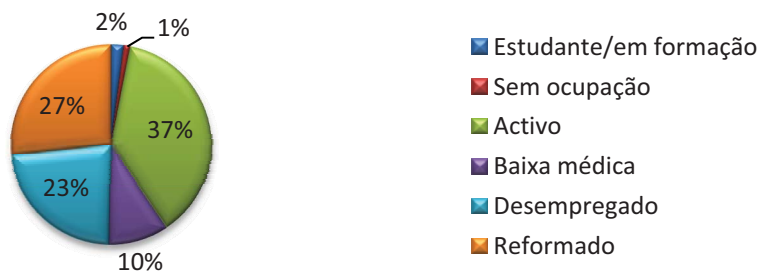 2%
1%
37%
10%
23%
27%
Estudante/em formação
Sem ocupação
Activo
Baixa médica
Desempregado
Reformado